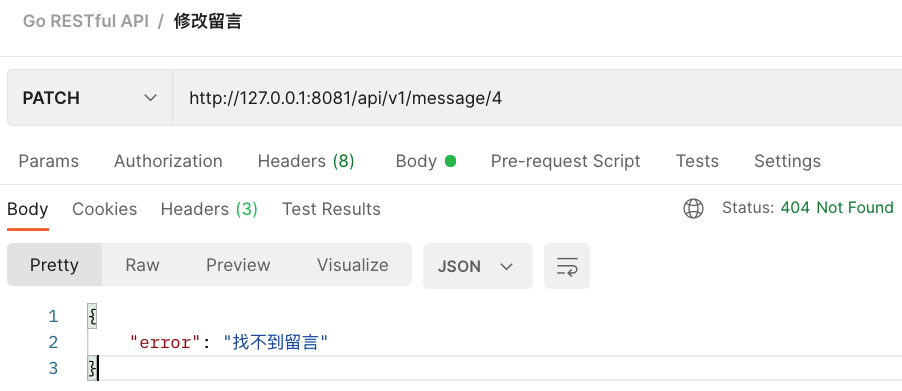 Go RESTful API / 修改留言
PATCH http://127.0.0.1:8081/api/v1/message/4
Params Authorization Headers (8) Body Pre-request Script Tests Settings
Body Cookies Headers (3) Test Results Status: 404 Not Found
Pretty Raw Preview Visualize JSON
1 {
2 "error": "找不到留言"
3 }